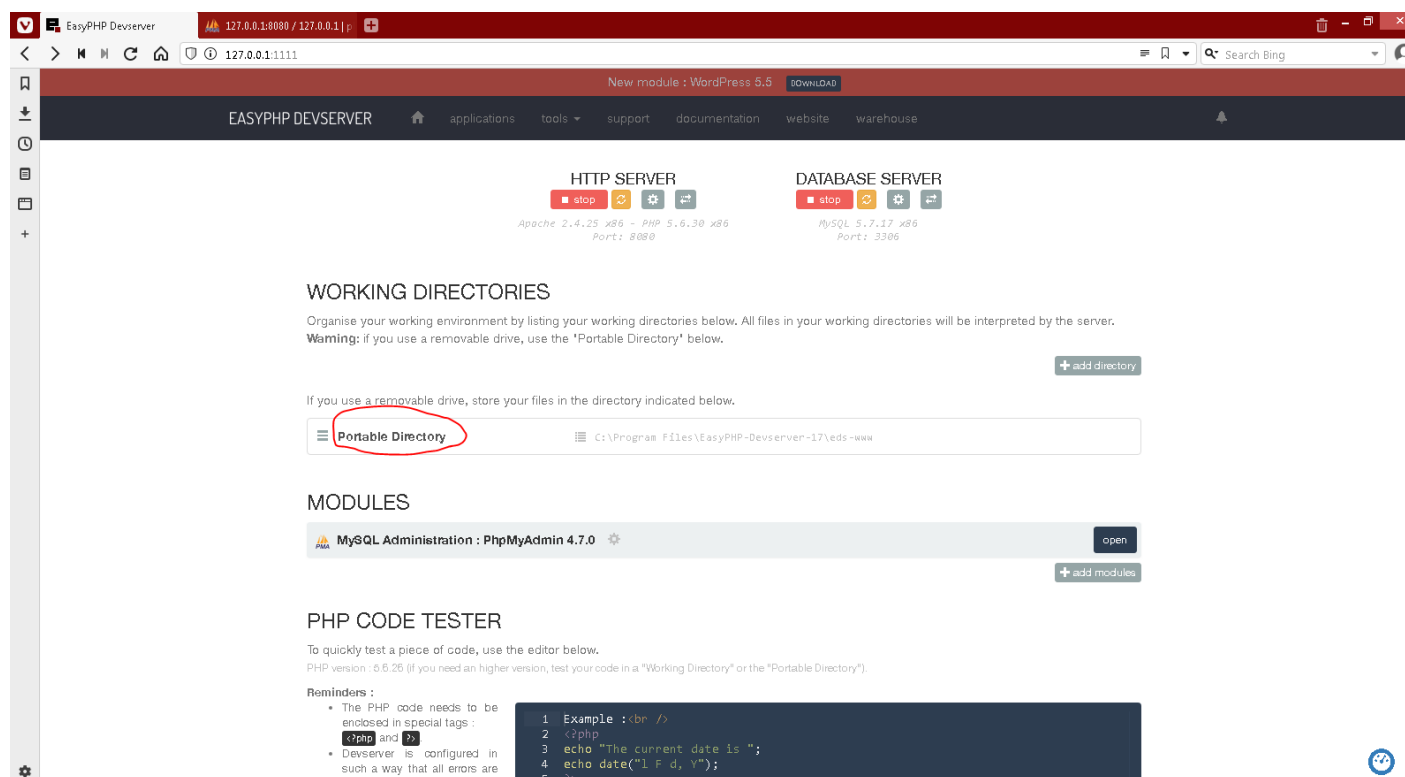 EasyPHP Devserver
127.0.0.1:8080 / 127.0.0.1 | p
127.0.0.1:1111
Search Bing
New module : WordPress 5.5 DOWNLOAD
EASYPHP DEVSERVER applications tools support documentation website warehouse
HTTP SERVER
stop
Apache 2.4.25 x86 - PHP 5.6.30 x86
Port: 8080
DATABASE SERVER
stop
MySQL 5.7.17 x86
Port: 3306
WORKING DIRECTORIES
Organise your working environment by listing your working directories below. All files in your working directories will be interpreted by the server.
Warning: if you use a removable drive, use the "Portable Directory" below.
add directory
If you use a removable drive, store your files in the directory indicated below.
Portable Directory C:\Program Files\EasyPHP-Devserver-17\eds-www
MODULES
PMA MySQL Administration : PhpMyAdmin 4.7.0 open
add modules
PHP CODE TESTER
To quickly test a piece of code, use the editor below.
PHP version : 5.6.26 (if you need an higher version, test your code in a "Working Directory" or the "Portable Directory").
Reminders :
• The PHP code needs to be
enclosed in special tags :
<?php and ?>
• Devserver is configured in
such a way that all errors are
1 Example :<br />
2 <?php
3 echo "The current date is ";
4 echo date("l F d, Y");
5 ?>